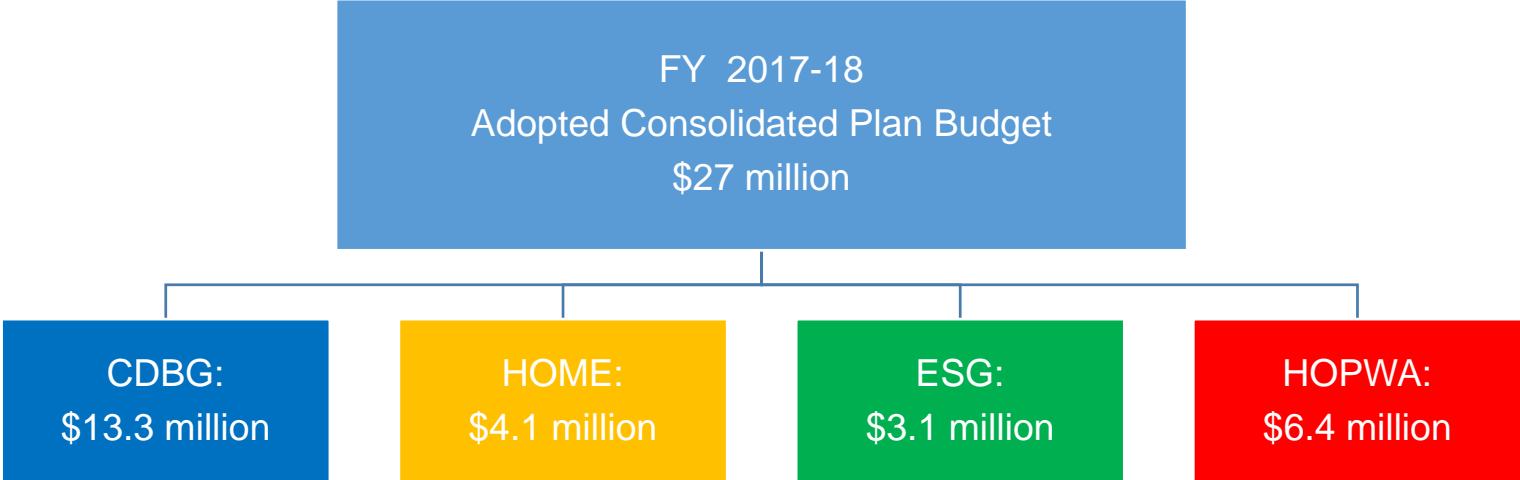 FY 2017-18
Adopted Consolidated Plan Budget
$27 million
CDBG:
$13.3 million
HOME:
$4.1 million
ESG:
$3.1 million
HOPWA:
$6.4 million